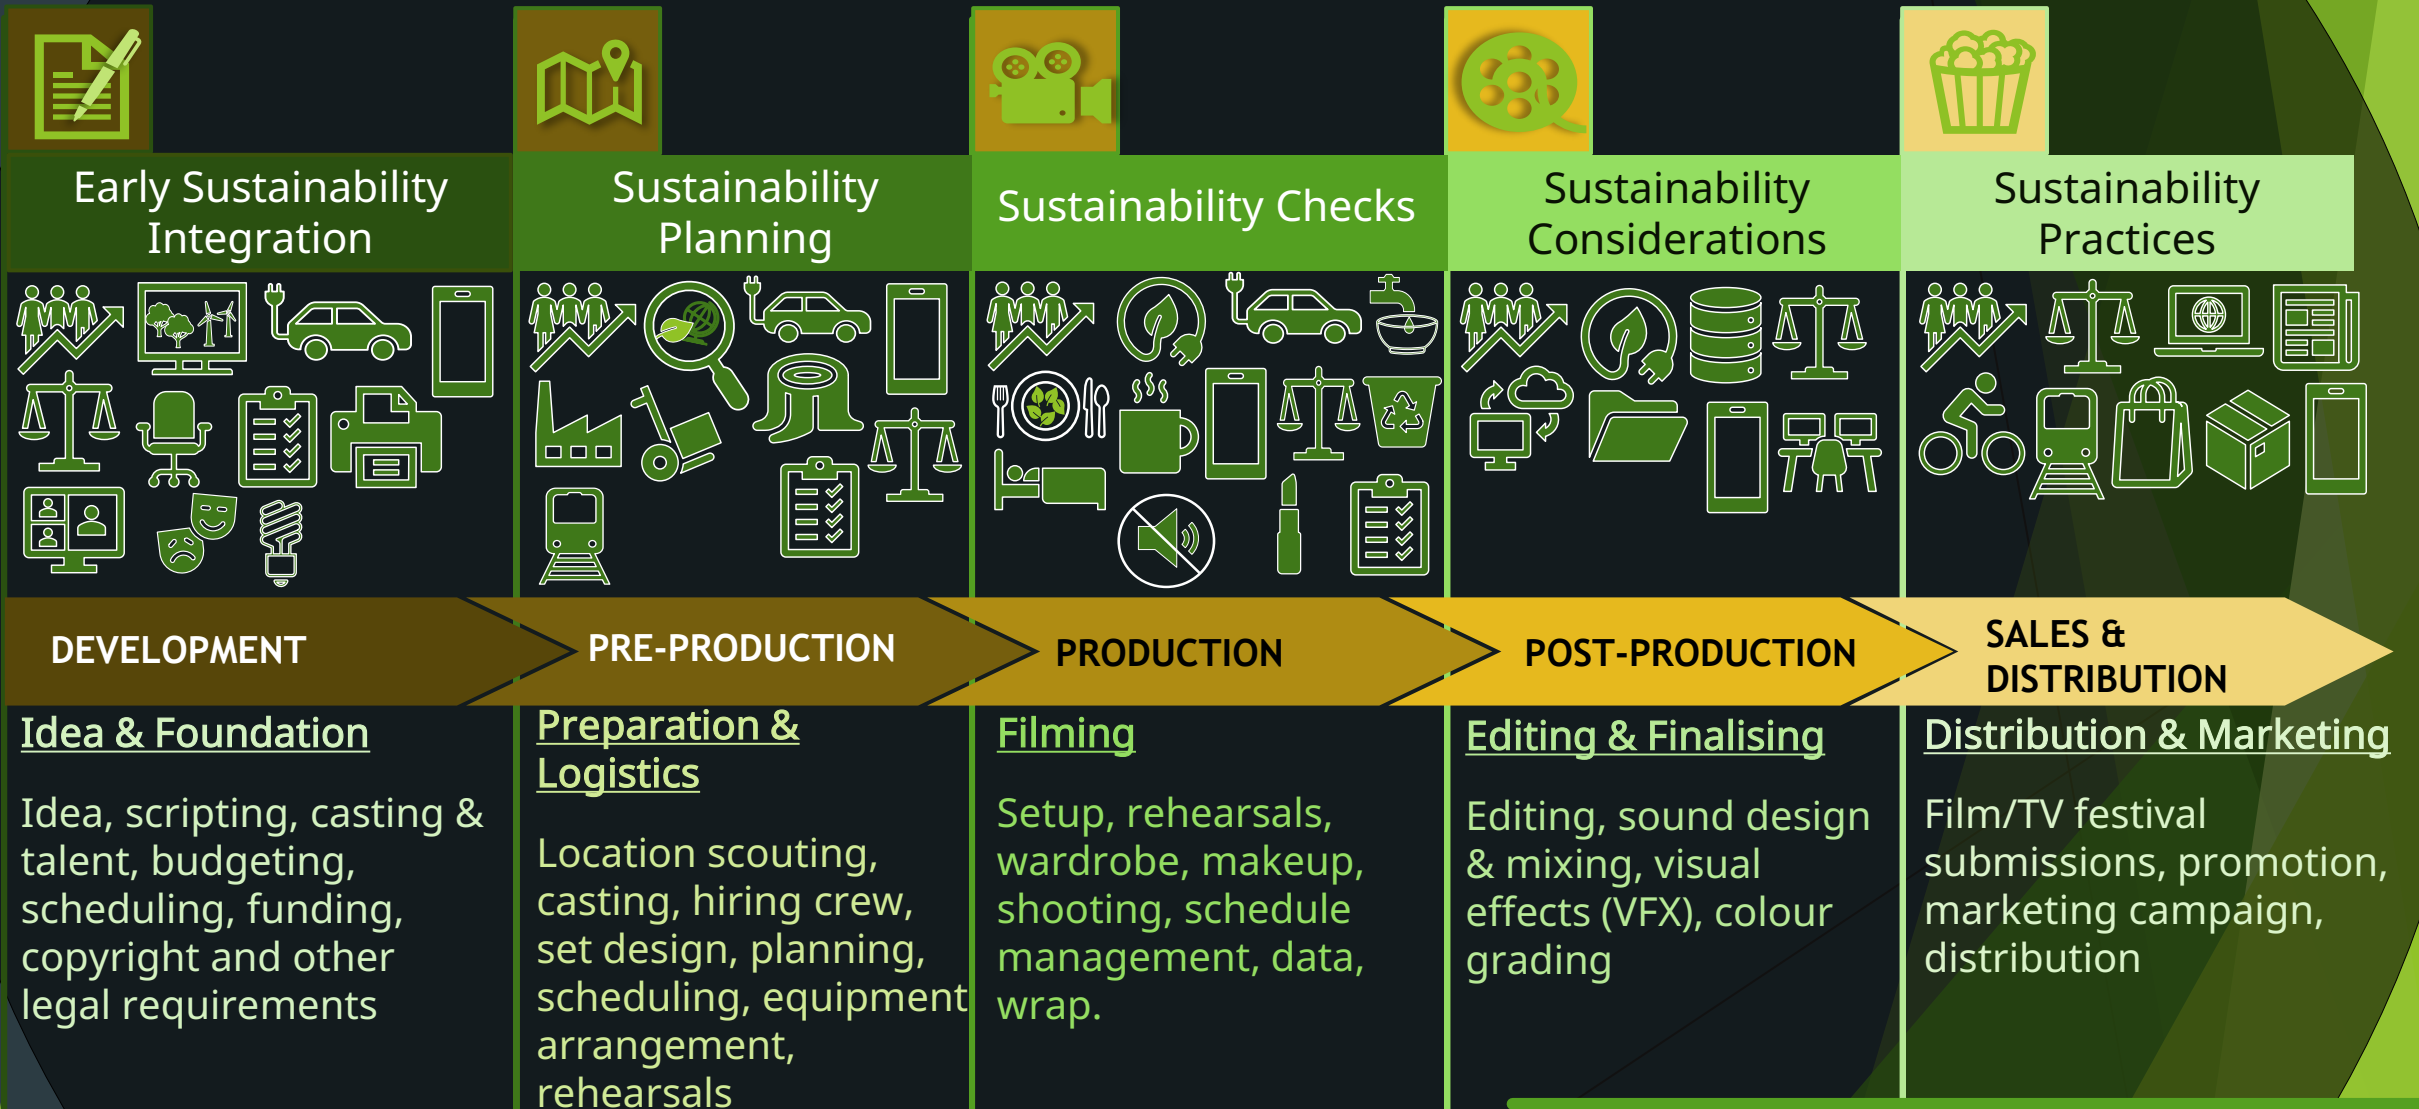 Early Sustainability
Integration
Sustainability
Planning
Sustainability Checks
Sustainability
Considerations
Sustainability
Practices
DEVELOPMENT
PRE-PRODUCTION
PRODUCTION
POST-PRODUCTION
SALES &
DISTRIBUTION
Idea & Foundation
Idea, scripting, casting &
talent, budgeting,
scheduling, funding,
copyright and other
legal requirements
Preparation &
Logistics
Location scouting,
casting, hiring crew,
set design, planning,
scheduling, equipment
arrangement,
rehearsals
Filming
Setup, rehearsals,
wardrobe, makeup,
shooting, schedule
management, data,
wrap.
Editing & Finalising
Editing, sound design
& mixing, visual
effects (VFX), colour
grading
Distribution & Marketing
Film/TV festival
submissions, promotion,
marketing campaign,
distribution